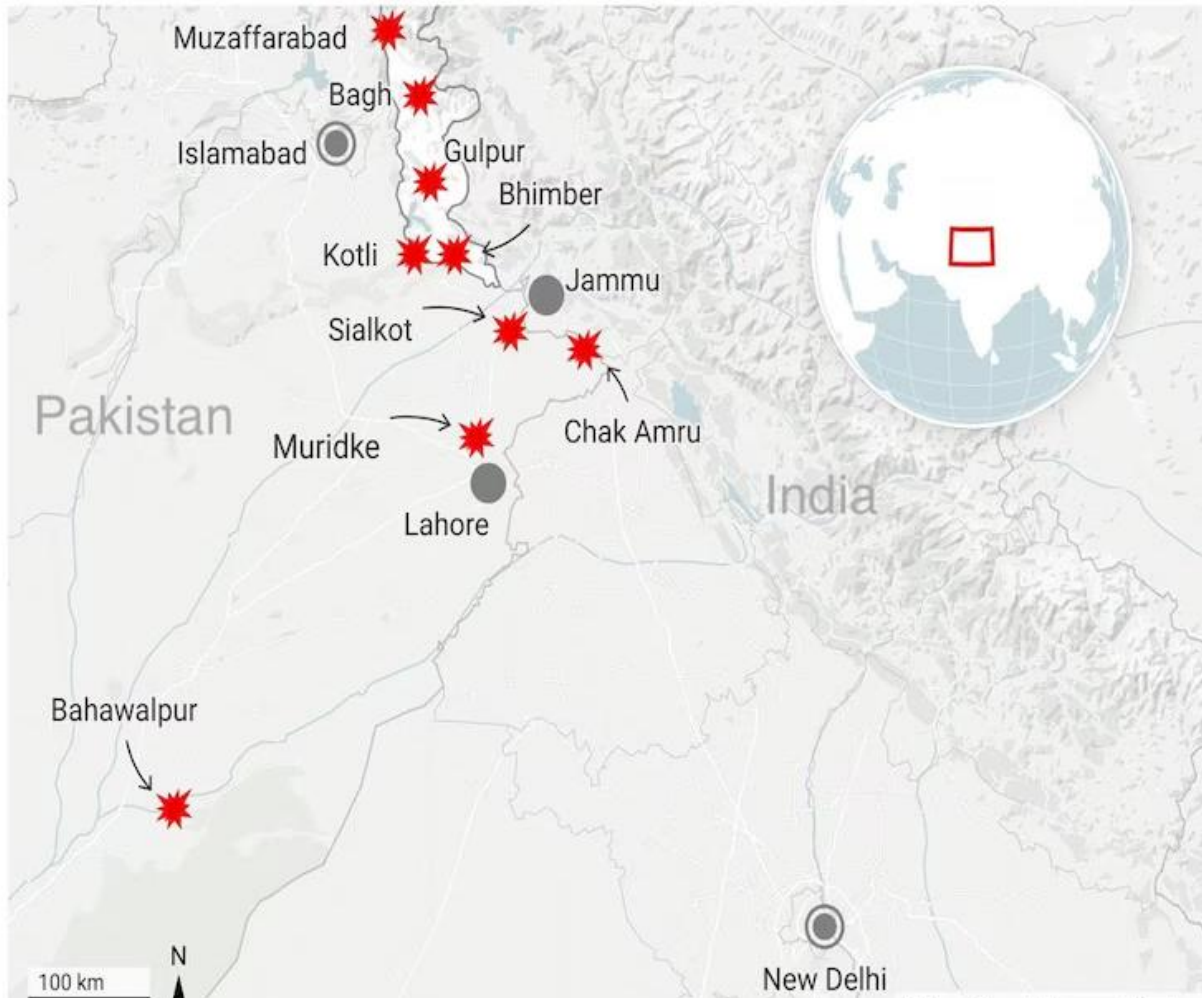 Muzaffarabad
Bagh
Islamabad
Gulpur
Bhimber
Kotli
Jammu
Sialkot
Pakistan
Chak Amru
Muridke
India
Lahore
Bahawalpur
N
100 km
New Delhi